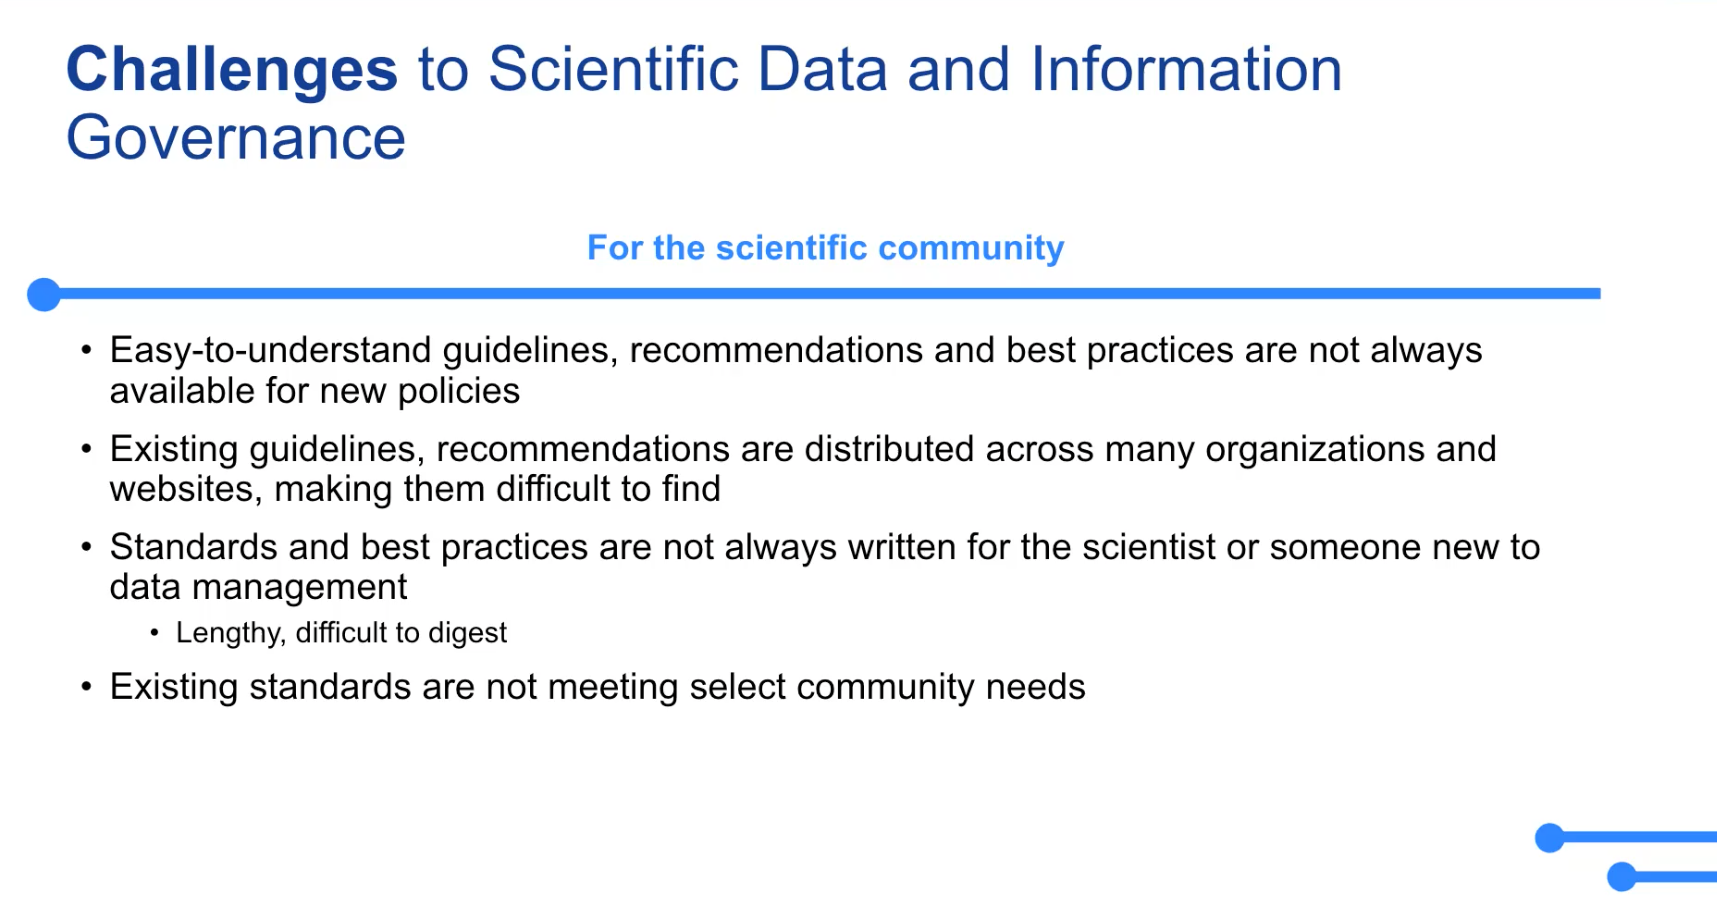 Challenges to Scientific Data and Information
Governance
For the scientific community
• Easy-to-understand guidelines, recommendations and best practices are not always
available for new policies
• Existing guidelines, recommendations are distributed across many organizations and
websites, making them difficult to find
• Standards and best practices are not always written for the scientist or someone new to
data management
• Lengthy, difficult to digest
• Existing standards are not meeting select community needs